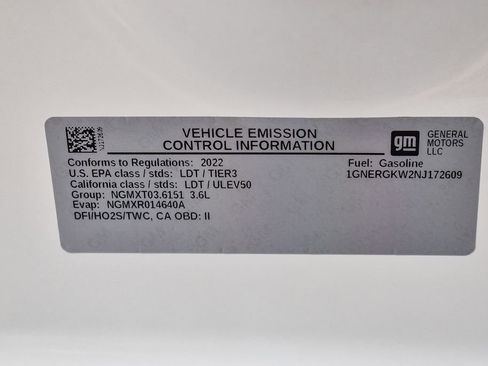 VEHICLE EMISSION
CONTROL INFORMATION
gm
GENERAL
MOTORS
LLC
Conforms to Regulations: 2022
Fuel: Gasoline
U.S. EPA class / stds: LDT / TIER3
1GNERGKW2NJ172609
California class / stds: LDT / ULEV50
Group: NGMXT03.6151 3.6L
Evap: NGMXR014640A
DFI/HO2S/TWC, CA OBD: II